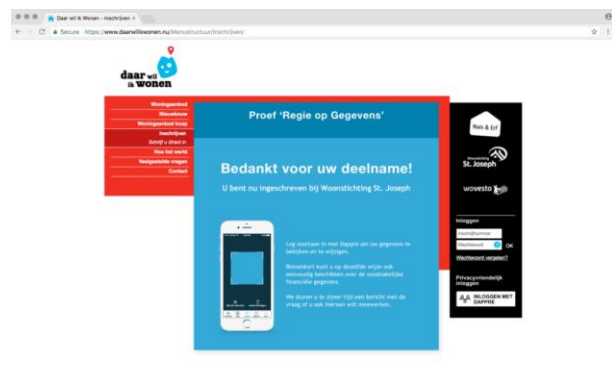 Daar wil ik Wonen - Inschrijven ×
Secure https://www.daarwilikwonen.nu/Menustructuur/Inschrijven/
daar wil
ik wonen
Woningaanbod
Nieuwbouw
Woningaanbod koop
Inschrijven
Schrijf u direct in
Hoe het werkt
Veelgestelde vragen
Contact
Proef 'Regie op Gegevens'
Bedankt voor uw deelname!
U bent nu ingeschreven bij Woonstichting St. Joseph
Log voortaan in met Dappre om uw gegevens te
bekijken en te wijzigen.
Binnenkort kunt u op dezelfde wijze ook
eenvoudig beschikken over de noodzakelijke
financiële gegevens.
We sturen u te zijner tijd een bericht met de
vraag of u ook hieraan wilt meewerken.
Huis & Erf
Woonstichting
St. Joseph
wovesto
Inloggen
Inschrijfnummer
Wachtwoord
OK
Wachtwoord vergeten?
Privacyvriendelijk
inloggen
INLOGGEN MET
DAPPRE